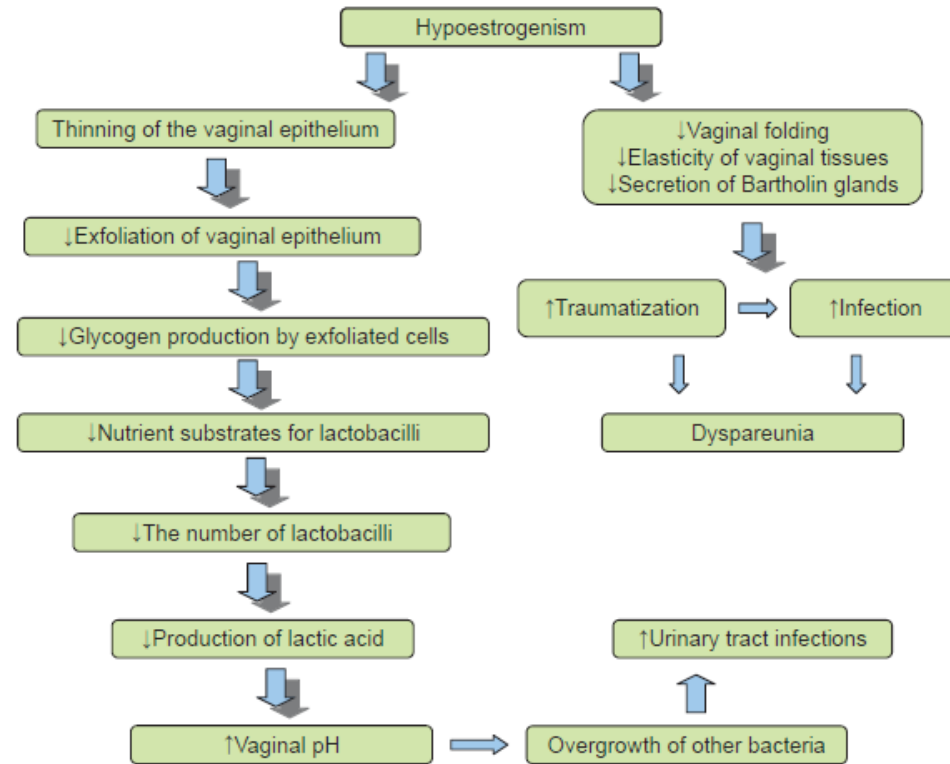 Hypoestrogenism
Thinning of the vaginal epithelium
↓Exfoliation of vaginal epithelium
↓Glycogen production by exfoliated cells
↓Nutrient substrates for lactobacilli
↓The number of lactobacilli
↓Production of lactic acid
↑Vaginal pH
Overgrowth of other bacteria
↑Urinary tract infections
↓Vaginal folding
↓Elasticity of vaginal tissues
↓Secretion of Bartholin glands
↑Traumatization
↑Infection
Dyspareunia